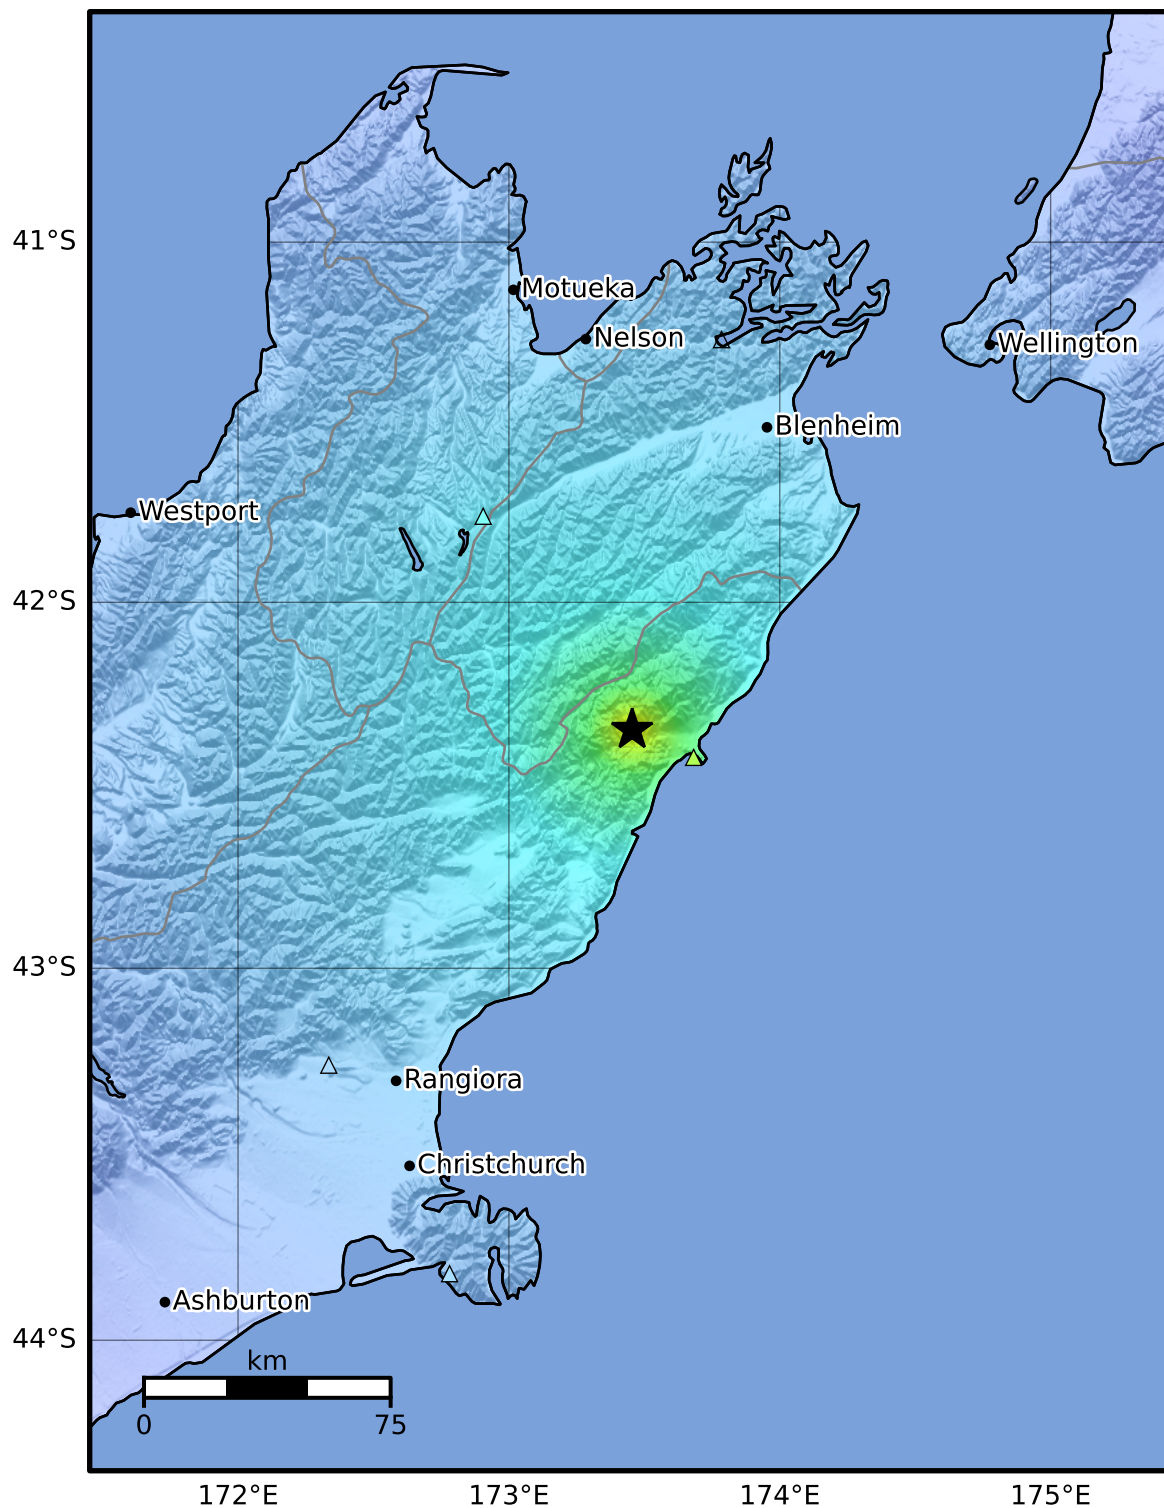 41°S
Motueka
Nelson
Wellington
Blenheim
Westport
42°S
43°S
Rangiora
Christchurch
Ashburton
44°S
km
0 75
172°E 173°E 174°E 175°E